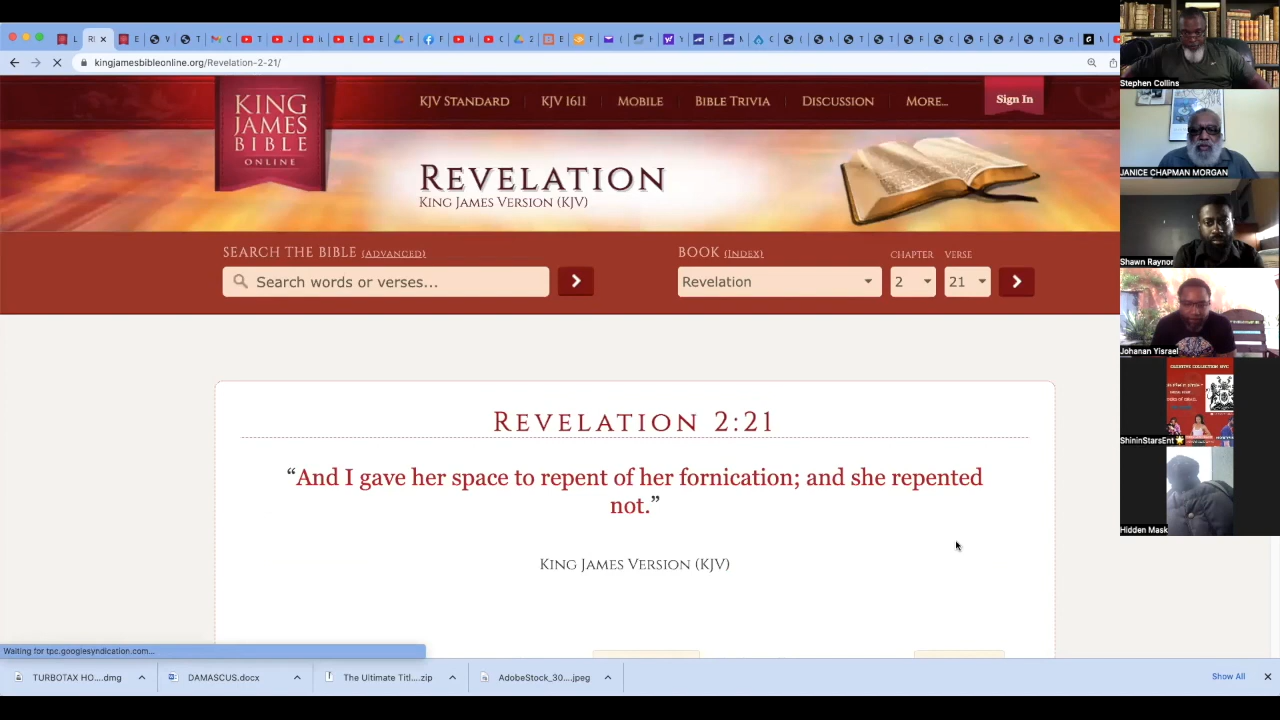 kingjamesbibleonline.org/Revelation-2-21/
KING
JAMES
BIBLE
ONLINE
KJV STANDARD
KJV 1611
MOBILE
BIBLE TRIVIA
DISCUSSION
MORE...
Sign In
REVELATION
KING JAMES VERSION (KJV)
SEARCH THE BIBLE (ADVANCED)
BOOK (INDEX)
CHAPTER
VERSE
Search words or verses...
Revelation
2
21
REVELATION 2:21
“And I gave her space to repent of her fornication; and she repented
not.”
KING JAMES VERSION (KJV)
Waiting for tpc.googlesyndication.com...
TURBOTAX HO....dmg
DAMASCUS.docx
The Ultimate Titl....zip
AdobeStock_30....jpeg
Show All
Stephen Collins
JANICE CHAPMAN MORGAN
Shawn Raynor
Johanan Yisrael
ShininStarsEnt
Hidden Mask